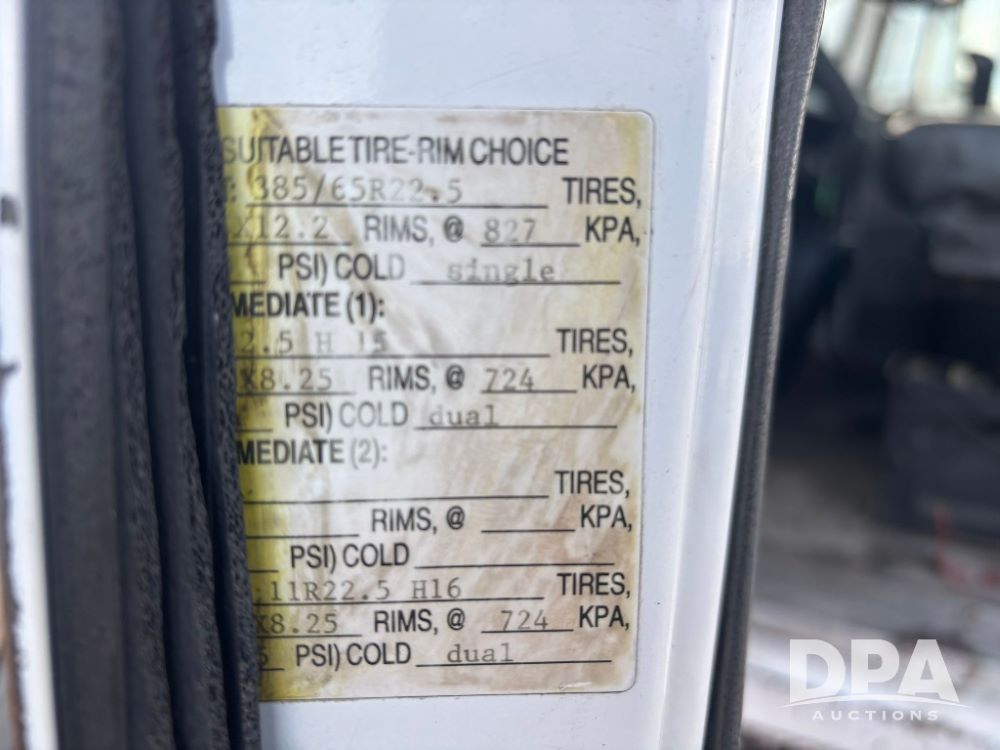 SUITABLE TIRE-RIM CHOICE
: 385/65R22.5 TIRES,
X12.2 RIMS, @ 827 KPA,
PSI) COLD single
MEDIATE (1):
2.5 H 15 TIRES,
X8.25 RIMS, @ 724 KPA,
PSI) COLD dual
MEDIATE (2):
TIRES,
RIMS, @ KPA,
PSI) COLD
:11R22.5 H16 TIRES,
X8.25 RIMS, @ 724 KPA,
PSI) COLD dual
DPA
AUCTIONS